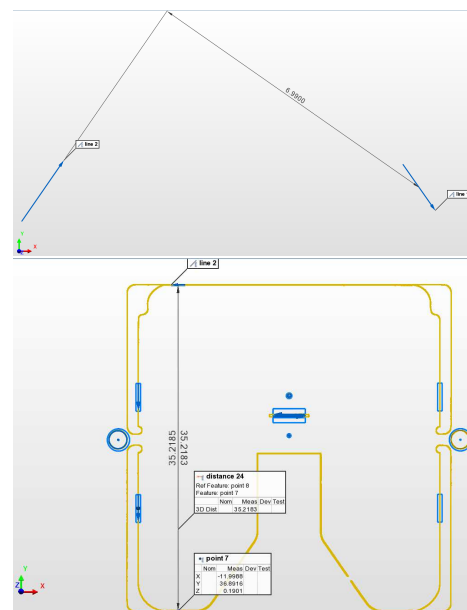 line 2
6.9900
line
Y
X
line 2
35.2185
35.2183
distance 24
Ref Feature: point 8
Feature: point 7
Nom Meas Dev Test
3D Dist 35.2183
point 7
Nom Meas Dev Test
X -11.9988
Y 36.8916
Z 0.1901
Y
Z X